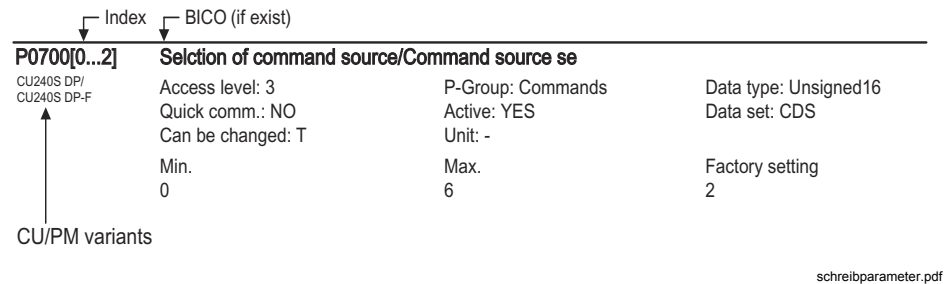 Index BICO (if exist)
P0700[0...2] Selction of command source/Command source se
CU240S DP/
CU240S DP-F
Access level: 3 P-Group: Commands Data type: Unsigned16
Quick comm.: NO Active: YES Data set: CDS
Can be changed: T Unit: -
Min. Max. Factory setting
0 6 2
CU/PM variants
schreibparameter.pdf